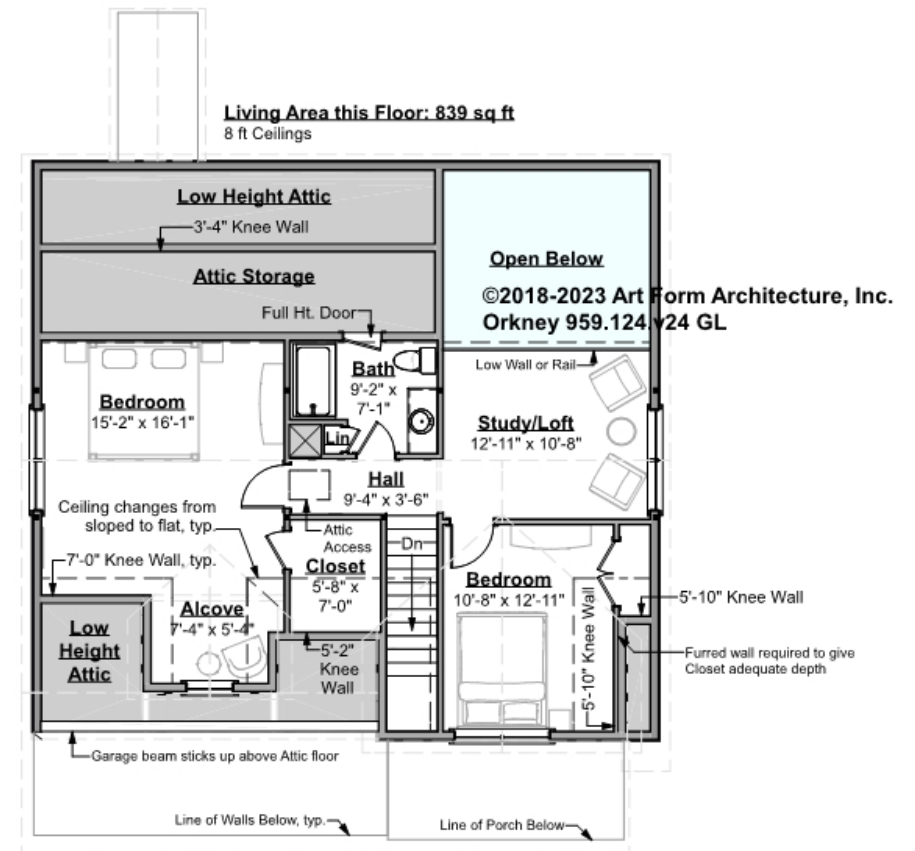 Living Area this Floor: 839 sq ft
8 ft Ceilings
Low Height Attic
3'-4" Knee Wall
Attic Storage
Open Below
©2018-2023 Art Form Architecture, Inc.
Orkney 959.124.v24 GL
Full Ht. Door
Low Wall or Rail
Bath
9'-2" x
7'-1"
Bedroom
15'-2" x 16'-1"
Study/Loft
12'-11" x 10'-8"
Lin
Hall
9'-4" x 3'-6"
Ceiling changes from
sloped to flat, typ.
Attic
Access
Dn
7'-0" Knee Wall, typ.
Closet
5'-8" x
7'-0"
Bedroom
10'-8" x 12'-11"
5'-10" Knee Wall
5'-10" Knee Wall
Alcove
7'-4" x 5'-4"
Low
Height
Attic
5'-2"
Knee
Wall
Furred wall required to give
Closet adequate depth
Garage beam sticks up above Attic floor
Line of Walls Below, typ.
Line of Porch Below